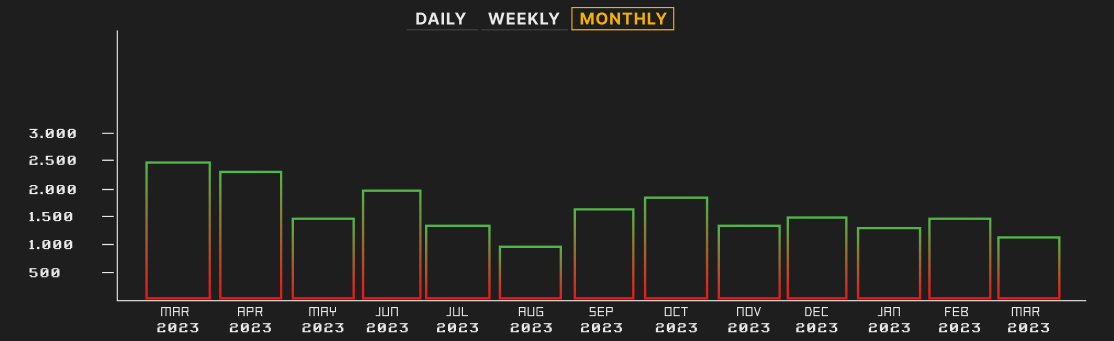 DAILY WEEKLY MONTHLY
3.000
2.500
2.000
1.500
1.000
500
MAR APR MAY JUN JUL AUG SEP OCT NOV DEC JAN FEB MAR
2023 2023 2023 2023 2023 2023 2023 2023 2023 2023 2023 2023 2023